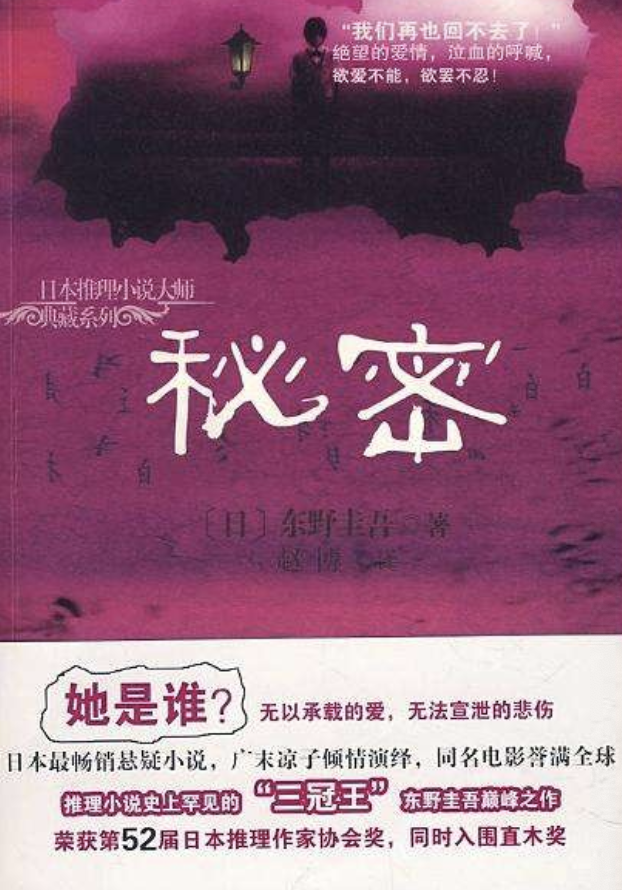 “我们再也回不去了！”
绝望的爱情，泣血的呼喊，
欲爱不能，欲罢不忍！
日本推理小说大师
典藏系列
秘密
〔日〕东野圭吾 著
赵博 译
她是谁？
无以承载的爱，无法宣泄的悲伤
日本最畅销悬疑小说，广末凉子倾情演绎，同名电影誉满全球
推理小说史上罕见的“三冠王”东野圭吾巅峰之作
荣获第52届日本推理作家协会奖，同时入围直木奖